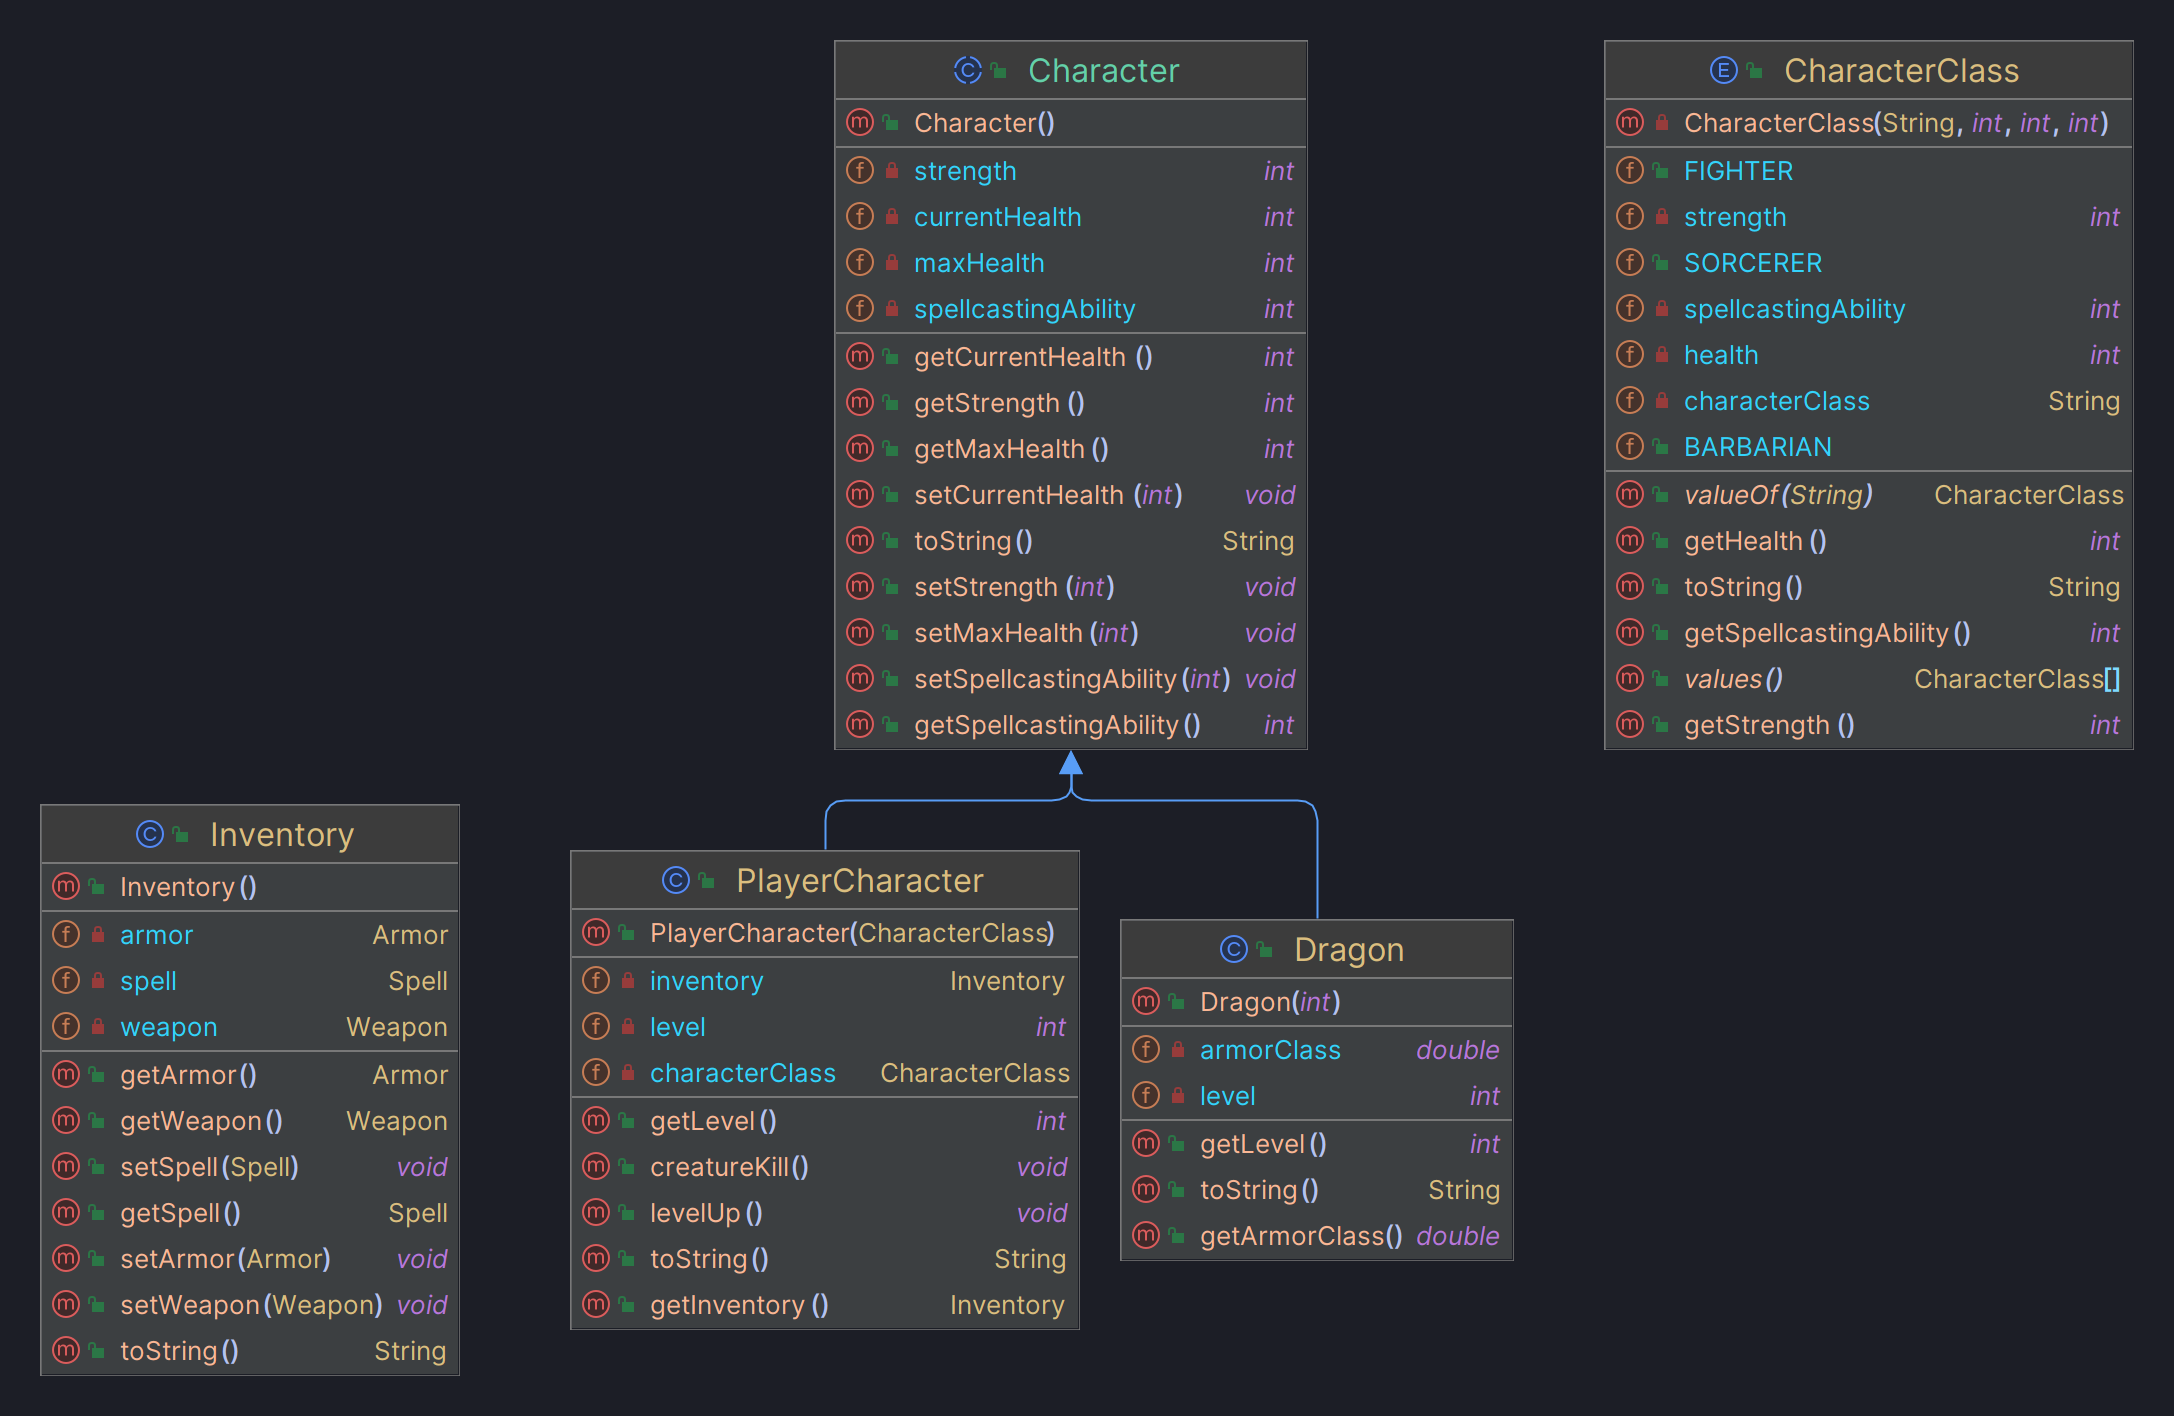 Character
Character()
strength int
currentHealth int
maxHealth int
spellcastingAbility int
getCurrentHealth () int
getStrength () int
getMaxHealth () int
setCurrentHealth (int) void
toString() String
setStrength (int) void
setMaxHealth (int) void
setSpellcastingAbility (int) void
getSpellcastingAbility () int
CharacterClass
CharacterClass(String, int, int, int)
FIGHTER
strength int
SORCERER
spellcastingAbility int
health int
characterClass String
BARBARIAN
valueOf(String) CharacterClass
getHealth () int
toString() String
getSpellcastingAbility () int
values() CharacterClass[]
getStrength () int
Inventory
Inventory ()
armor Armor
spell Spell
weapon Weapon
getArmor () Armor
getWeapon () Weapon
setSpell (Spell) void
getSpell () Spell
setArmor (Armor) void
setWeapon (Weapon) void
toString () String
PlayerCharacter
PlayerCharacter(CharacterClass)
inventory Inventory
level int
characterClass CharacterClass
getLevel () int
creatureKill() void
levelUp () void
toString () String
getInventory () Inventory
Dragon
Dragon(int)
armorClass double
level int
getLevel () int
toString () String
getArmorClass() double
m
f
C
E